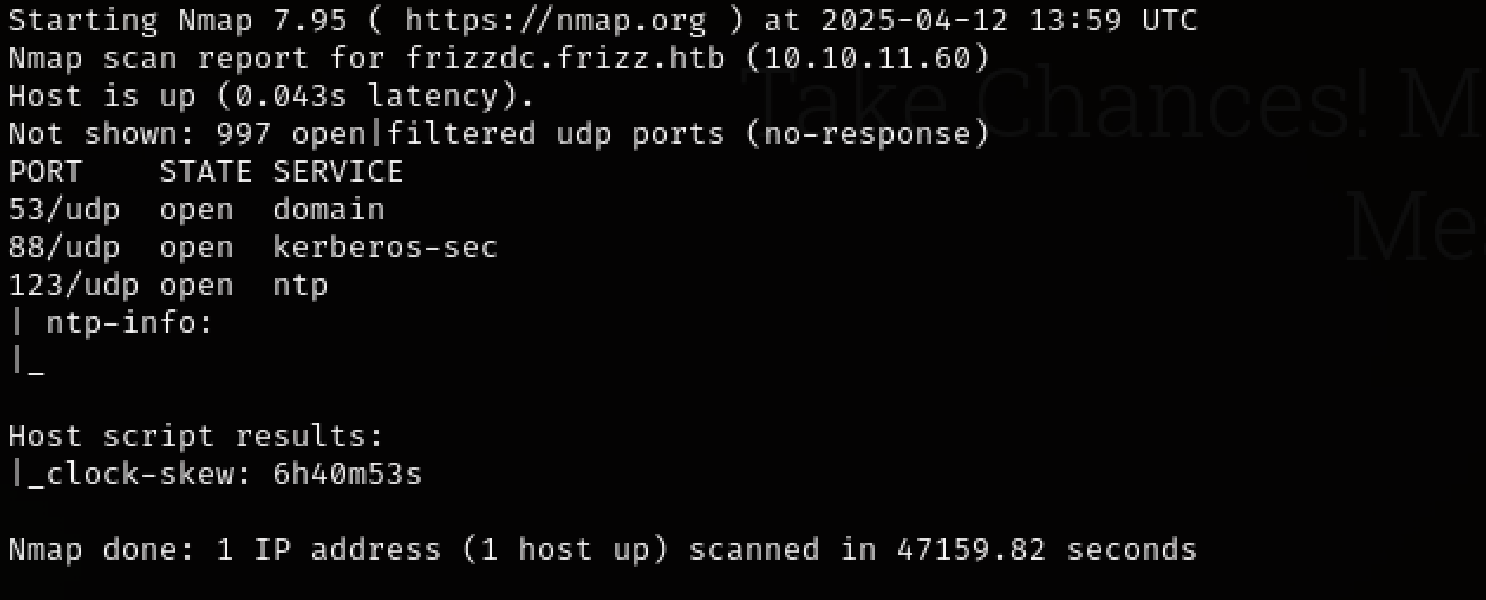 Starting Nmap 7.95 ( https://nmap.org ) at 2025-04-12 13:59 UTC
Nmap scan report for frizzdc.frizz.htb (10.10.11.60)
Host is up (0.043s latency).
Not shown: 997 open|filtered udp ports (no-response)
PORT    STATE SERVICE
53/udp  open  domain
88/udp  open  kerberos-sec
123/udp open  ntp
| ntp-info:
|_
Host script results:
|_clock-skew: 6h40m53s
Nmap done: 1 IP address (1 host up) scanned in 47159.82 seconds
Take Chances! M
Me